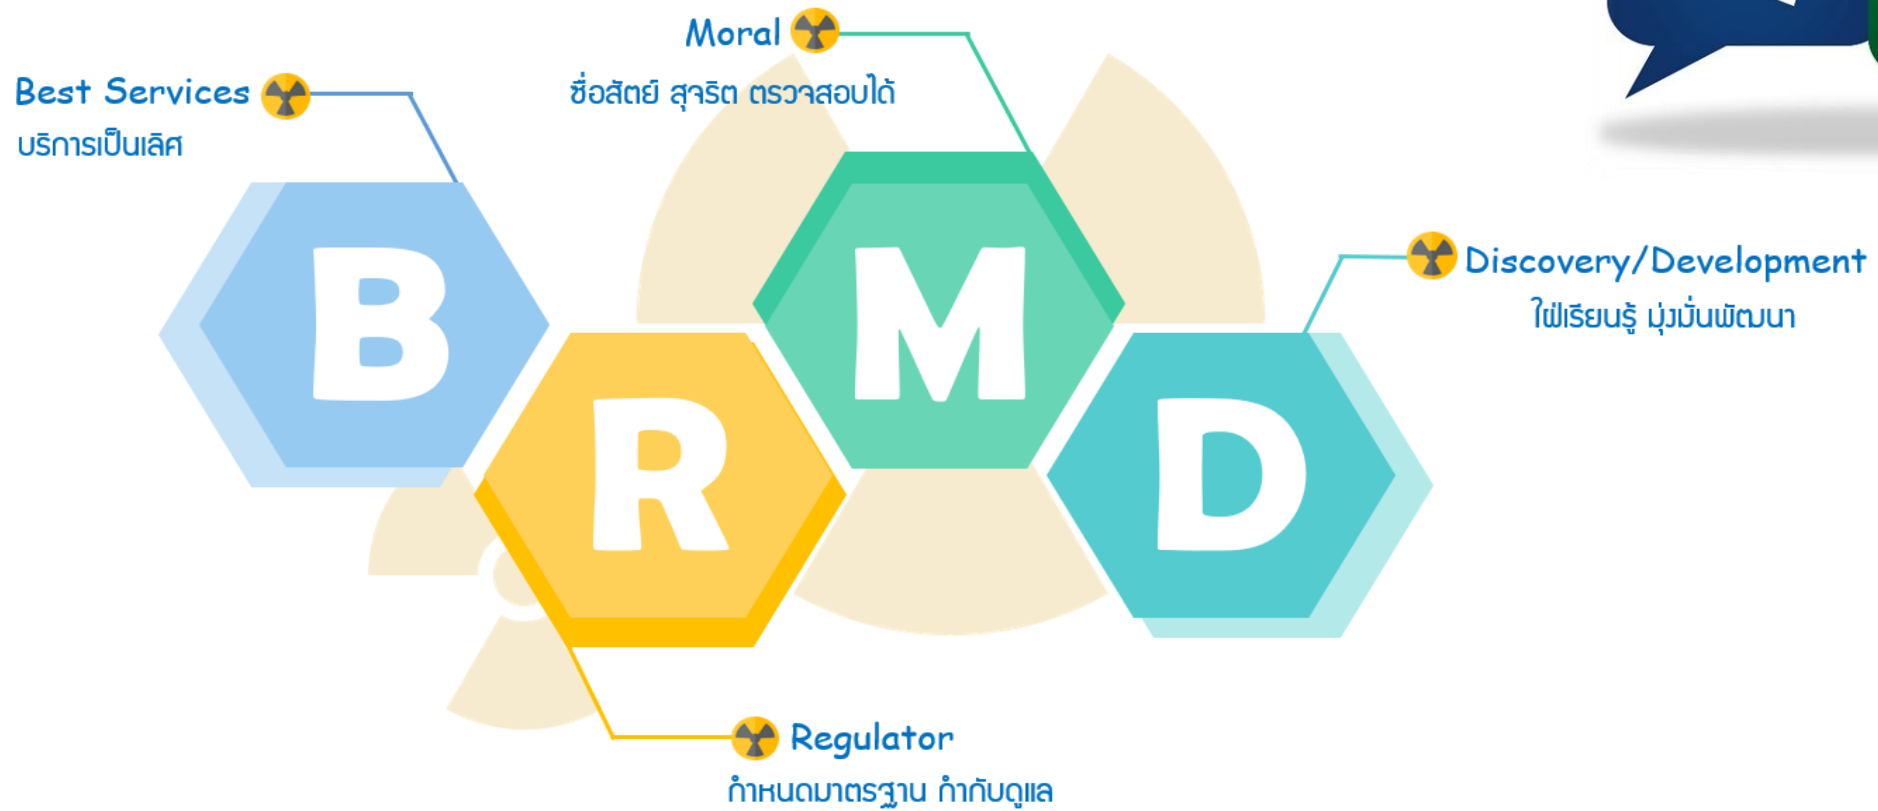 Best Services
บริการเป็นเลิศ
Moral
ซื่อสัตย์ สุจริต ตรวจสอบได้
B
R
M
D
Discovery/Development
ใฝ่เรียนรู้ มุ่งมั่นพัฒนา
Regulator
กำหนดมาตรฐาน กำกับดูแล